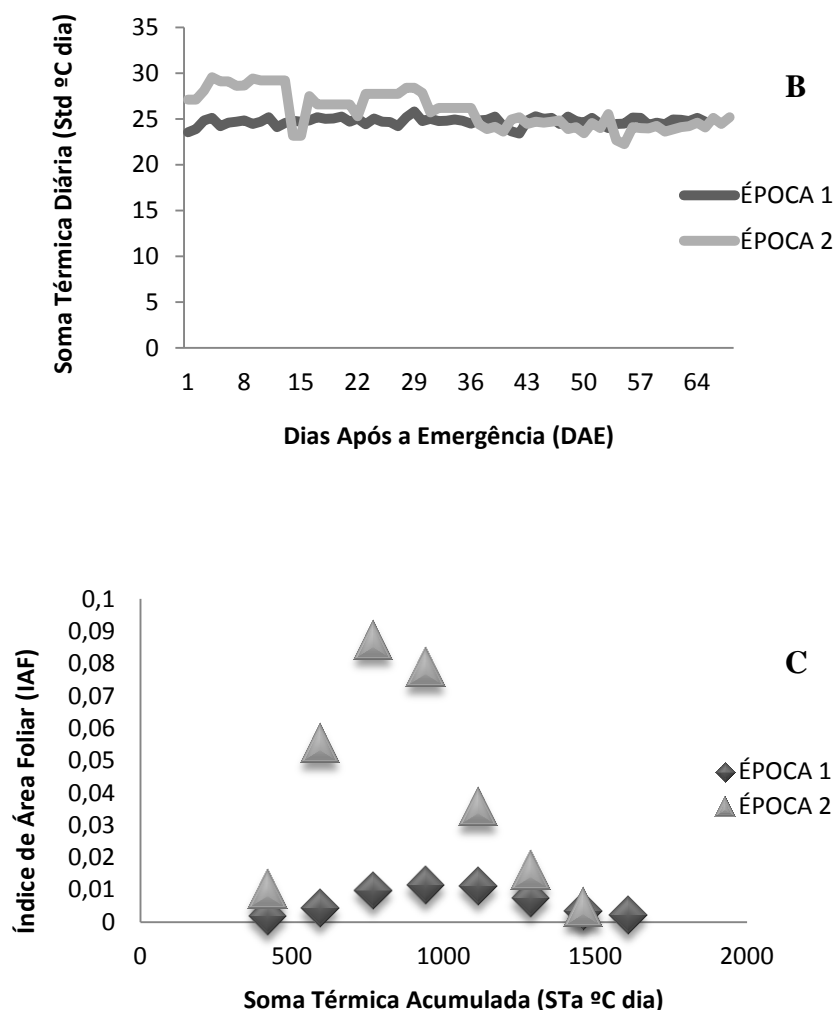 35
30
25
20
15
10
5
0
Soma Térmica Diária (Std ºC dia)
B
ÉPOCA 1
ÉPOCA 2
1 8 15 22 29 36 43 50 57 64
Dias Após a Emergência (DAE)
0,1
0,09
0,08
0,07
0,06
0,05
0,04
0,03
0,02
0,01
0
Índice de Área Foliar (IAF)
C
ÉPOCA 1
ÉPOCA 2
0 500 1000 1500 2000
Soma Térmica Acumulada (STa ºC dia)